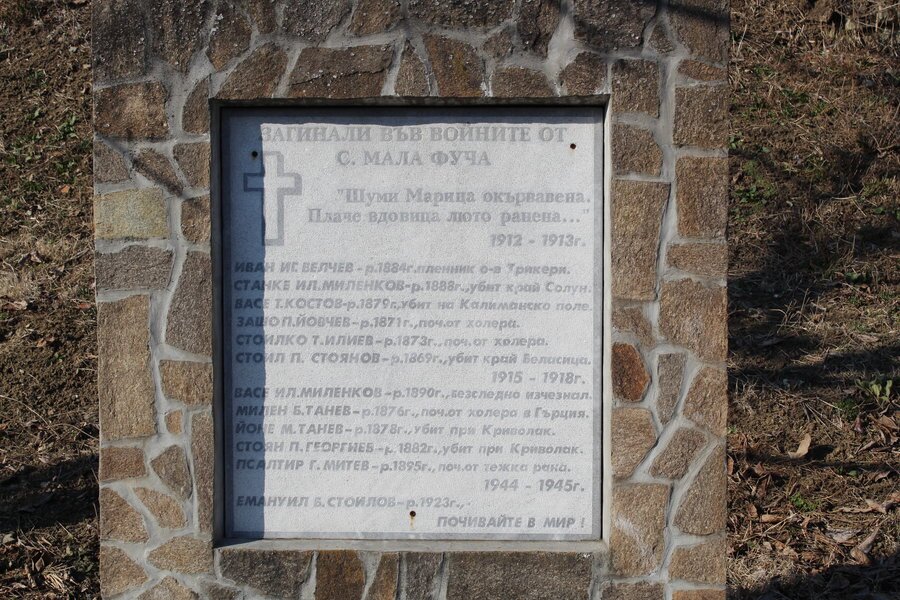 ЗАГИНАЛИ ВЪВ ВОЙНИТЕ ОТ
С. МАЛА ФУЧА
"Шуми Марица окървавена.
Плаче вдовица люто ранена..."
1912 - 1913г.
ИВАН ИГ. ВЕЛЧЕВ - р.1884г. пленник о-в Трикери.
СТАНКЕ ИЛ. МИЛЕНКОВ - р.1888г., убит край Солун.
ВАСЕ Т. КОСТОВ - р.1879г., убит на Калиманско поле.
ЗАШО П. ЙОВЧЕВ - р.1871г., поч.от холера.
СТОИЛКО Т. ИЛИЕВ - р.1873г., поч.от холера.
СТОИЛ П. СТОЯНОВ - р.1869г., убит край Беласица.
1915 - 1918г.
ВАСЕ ИЛ. МИЛЕНКОВ - р.1890г., безследно изчезнал.
МИЛЕН Б. ТАНЕВ - р.1876г., поч.от холера в Гърция.
ЙОНЕ М. ТАНЕВ - р.1878г., убит при Криволак.
СТОЯН П. ГЕОРГИЕВ - р.1882г., убит при Криволак.
ПСАЛТИР Г. МИТЕВ - р.1895г., поч.от тежка рана.
1944 - 1945г.
ЕМАНУИЛ Б. СТОИЛОВ - р.1923г.,-
ПОЧИВАЙТЕ В МИР !